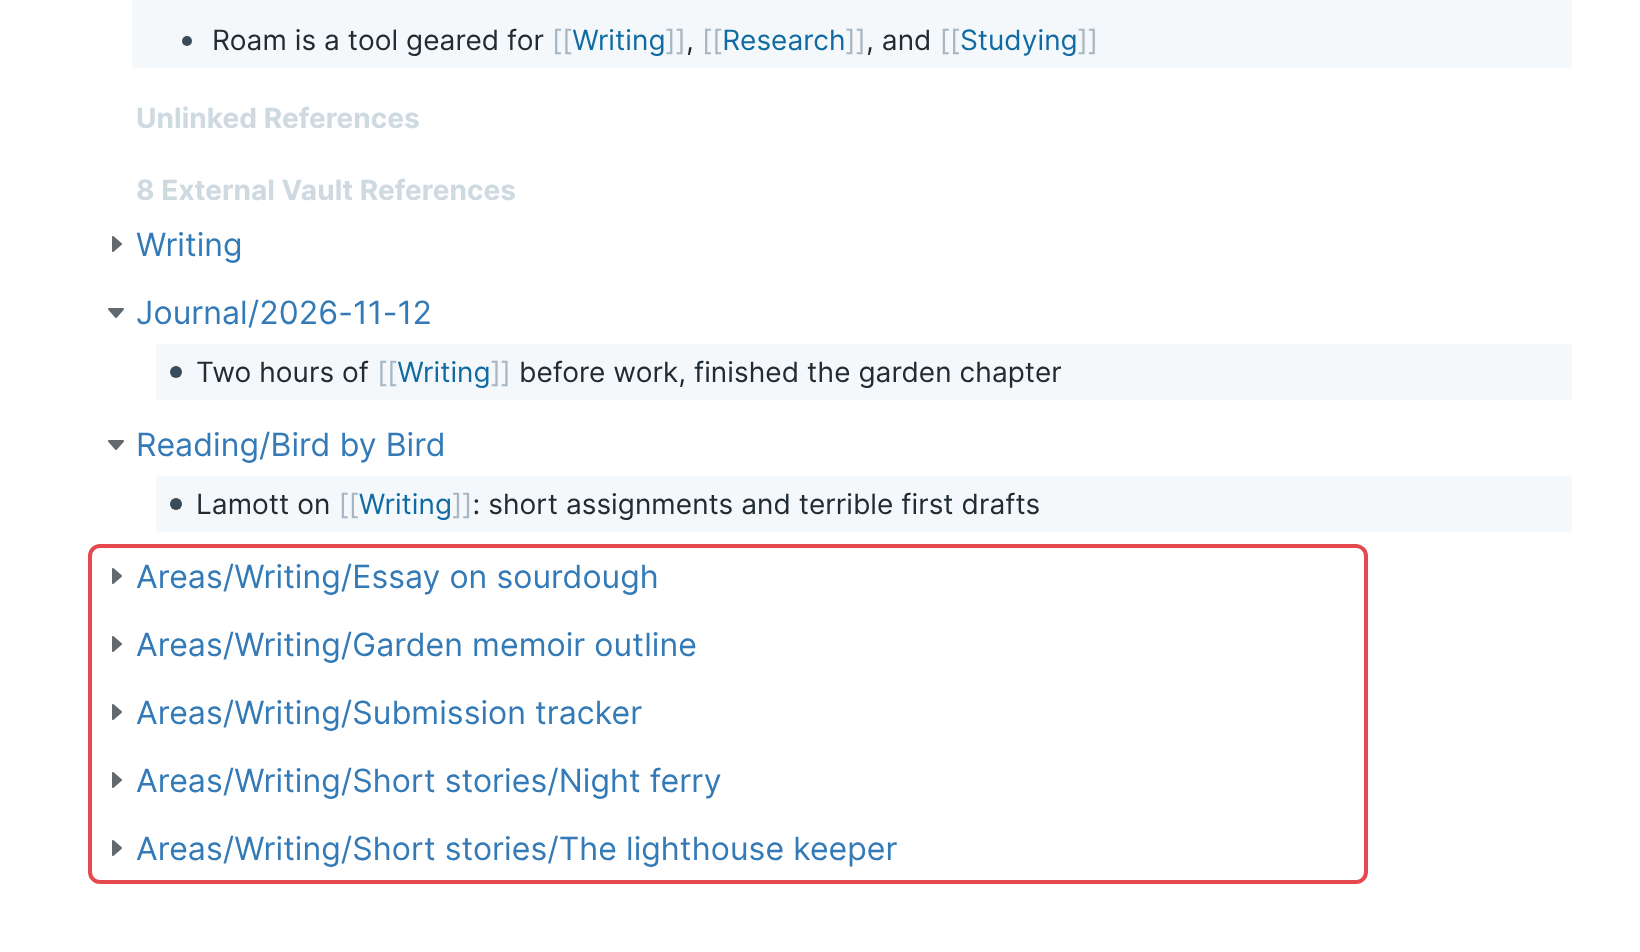 Roam is a tool geared for [[Writing]], [[Research]], and [[Studying]]
Unlinked References
8 External Vault References
Writing
Journal/2026-11-12
Two hours of [[Writing]] before work, finished the garden chapter
Reading/Bird by Bird
Lamott on [[Writing]]: short assignments and terrible first drafts
Areas/Writing/Essay on sourdough
Areas/Writing/Garden memoir outline
Areas/Writing/Submission tracker
Areas/Writing/Short stories/Night ferry
Areas/Writing/Short stories/The lighthouse keeper